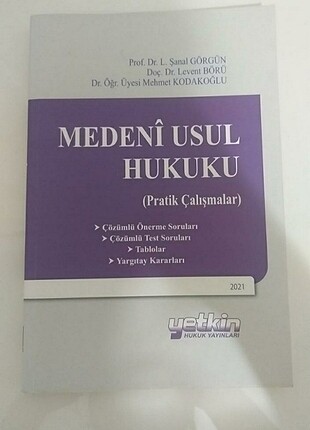 Prof. Dr. L. Şanal GÖRGÜN
Doç. Dr. Levent BÖRÜ
Dr. Öğr. Üyesi Mehmet KODAKOĞLU
MEDENÎ USUL
HUKUKU
(Pratik Çalışmalar)
➤ Çözümlü Önerme Soruları
➤ Çözümlü Test Soruları
➤ Tablolar
➤ Yargıtay Kararları
2021
yetkin
HUKUK YAYINLARI